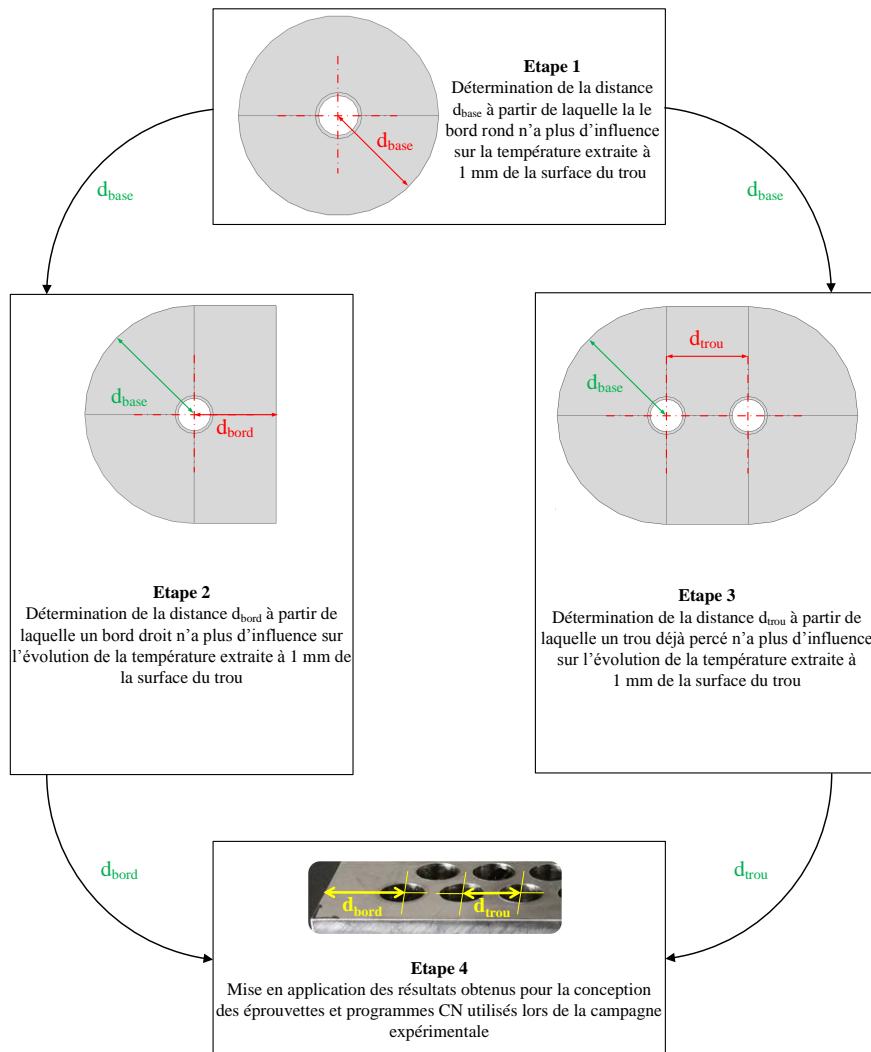 Etape 1
Détermination de la distance
dbase à partir de laquelle la le
bord rond n'a plus d'influence
sur la température extraite à
1 mm de la surface du trou
dbase
dbase
dbase
dbase
dbord
Etape 2
Détermination de la distance dbord à partir de
laquelle un bord droit n'a plus d'influence sur
l'évolution de la température extraite à 1 mm de
la surface du trou
dtrou
dbase
Etape 3
Détermination de la distance dtrou à partir de
laquelle un trou déjà percé n'a plus d'influence
sur l'évolution de la température extraite à
1 mm de la surface du trou
dbord
dtrou
dbord
dtrou
Etape 4
Mise en application des résultats obtenus pour la conception
des éprouvettes et programmes CN utilisés lors de la campagne
expérimentale